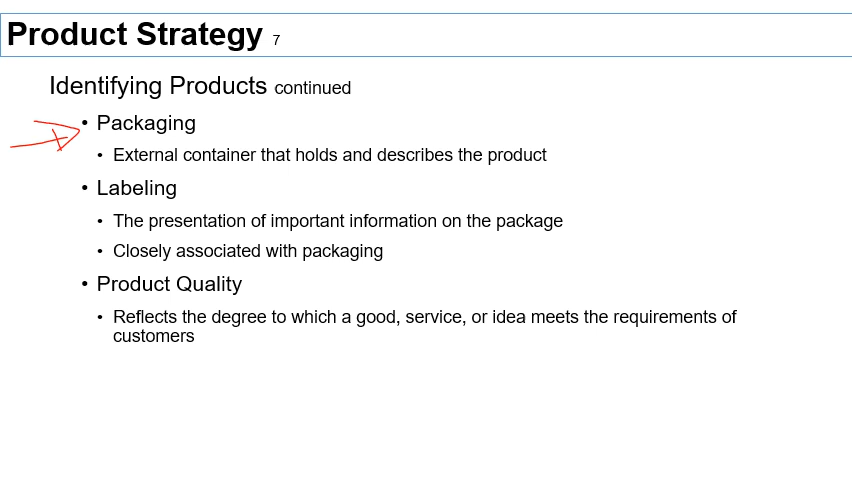 Product Strategy 7
Identifying Products continued
• Packaging
• External container that holds and describes the product
• Labeling
• The presentation of important information on the package
• Closely associated with packaging
• Product Quality
• Reflects the degree to which a good, service, or idea meets the requirements of
customers